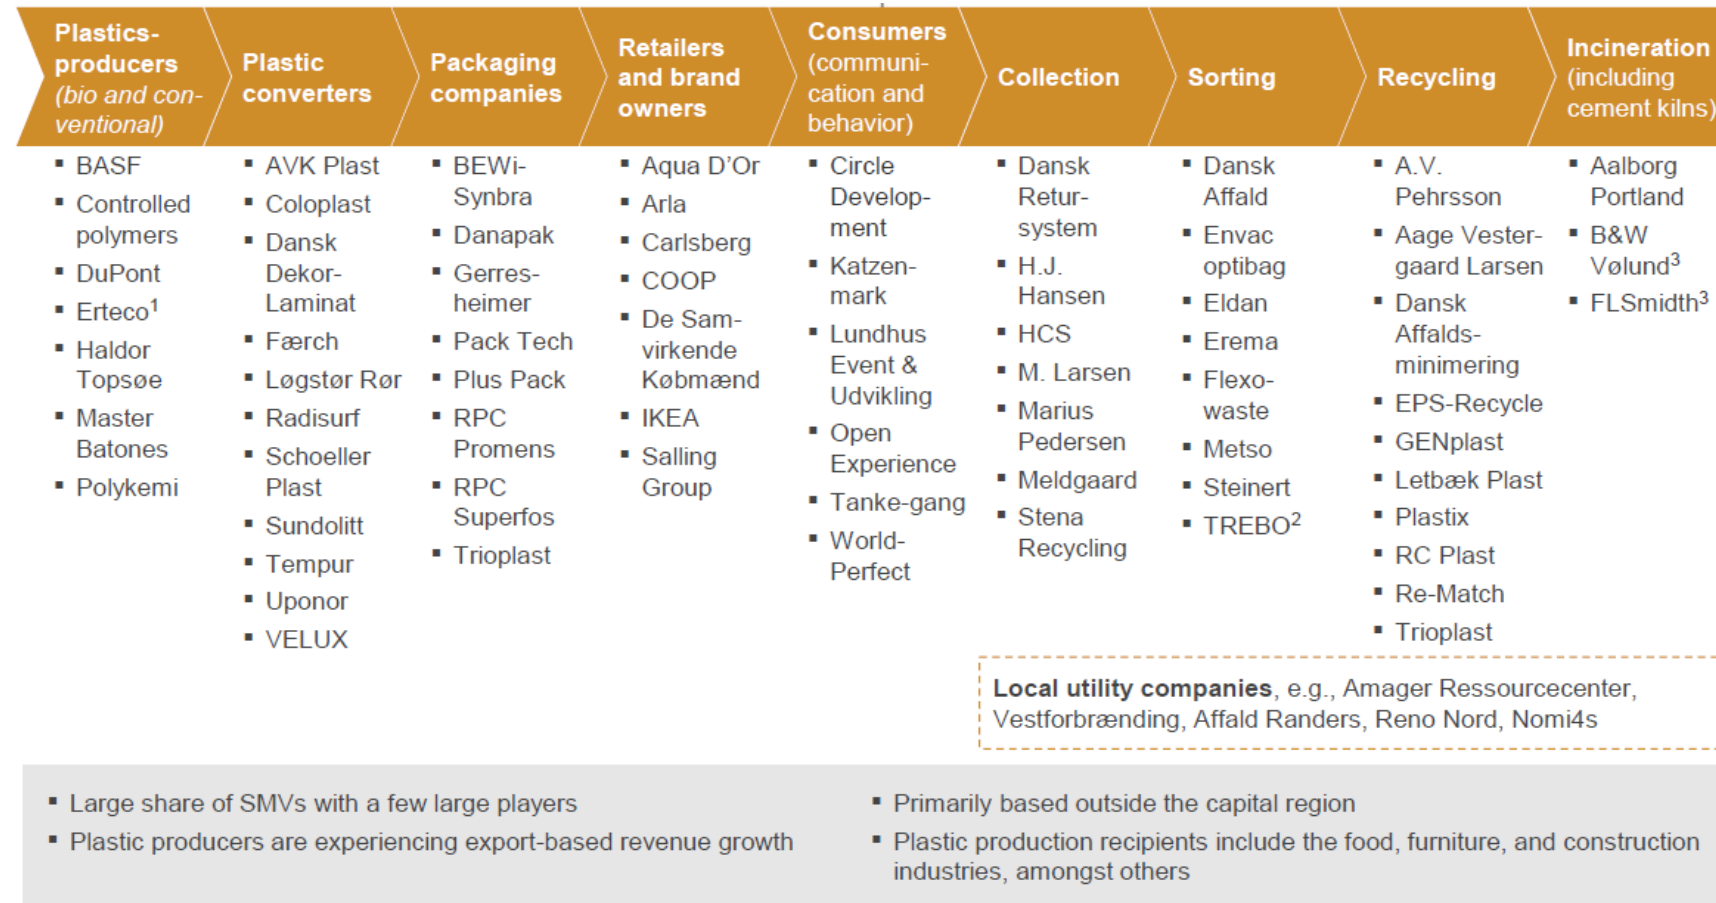 Plastics-
producers
(bio and con-
ventional)
Plastic
converters
Packaging
companies
Retailers
and brand
owners
Consumers
(communi-
cation and
behavior)
Collection
Sorting
Recycling
Incineration
(including
cement kilns)
▪ BASF
▪ Controlled
polymers
▪ DuPont
▪ Erteco1
▪ Haldor
Topsøe
▪ Master
Batones
▪ Polykemi
▪ AVK Plast
▪ Coloplast
▪ Dansk
Dekor-
Laminat
▪ Færch
▪ Løgstør Rør
▪ Radisurf
▪ Schoeller
Plast
▪ Sundolitt
▪ Tempur
▪ Uponor
▪ VELUX
▪ BEWi-
Synbra
▪ Danapak
▪ Gerres-
heimer
▪ Pack Tech
▪ Plus Pack
▪ RPC
Promens
▪ RPC
Superfos
▪ Trioplast
▪ Aqua D’Or
▪ Arla
▪ Carlsberg
▪ COOP
▪ De Sam-
virkende
Købmænd
▪ IKEA
▪ Salling
Group
▪ Circle
Develop-
ment
▪ Katzen-
mark
▪ Lundhus
Event &
Udvikling
▪ Open
Experience
▪ Tanke-gang
▪ World-
Perfect
▪ Dansk
Retur-
system
▪ H.J.
Hansen
▪ HCS
▪ M. Larsen
▪ Marius
Pedersen
▪ Meldgaard
▪ Stena
Recycling
▪ Dansk
Affald
▪ Envac
optibag
▪ Eldan
▪ Erema
▪ Flexo-
waste
▪ Metso
▪ Steinert
▪ TREBO2
▪ A.V.
Pehrsson
▪ Aage Vester-
gaard Larsen
▪ Dansk
Affalds-
minimering
▪ EPS-Recycle
▪ GENplast
▪ Letbæk Plast
▪ Plastix
▪ RC Plast
▪ Re-Match
▪ Trioplast
▪ Aalborg
Portland
▪ B&W
Vølund3
▪ FLSmidth3
Local utility companies, e.g., Amager Ressourcecenter,
Vestforbrænding, Affald Randers, Reno Nord, Nomi4s
▪ Large share of SMVs with a few large players
▪ Plastic producers are experiencing export-based revenue growth
▪ Primarily based outside the capital region
▪ Plastic production recipients include the food, furniture, and construction
industries, amongst others